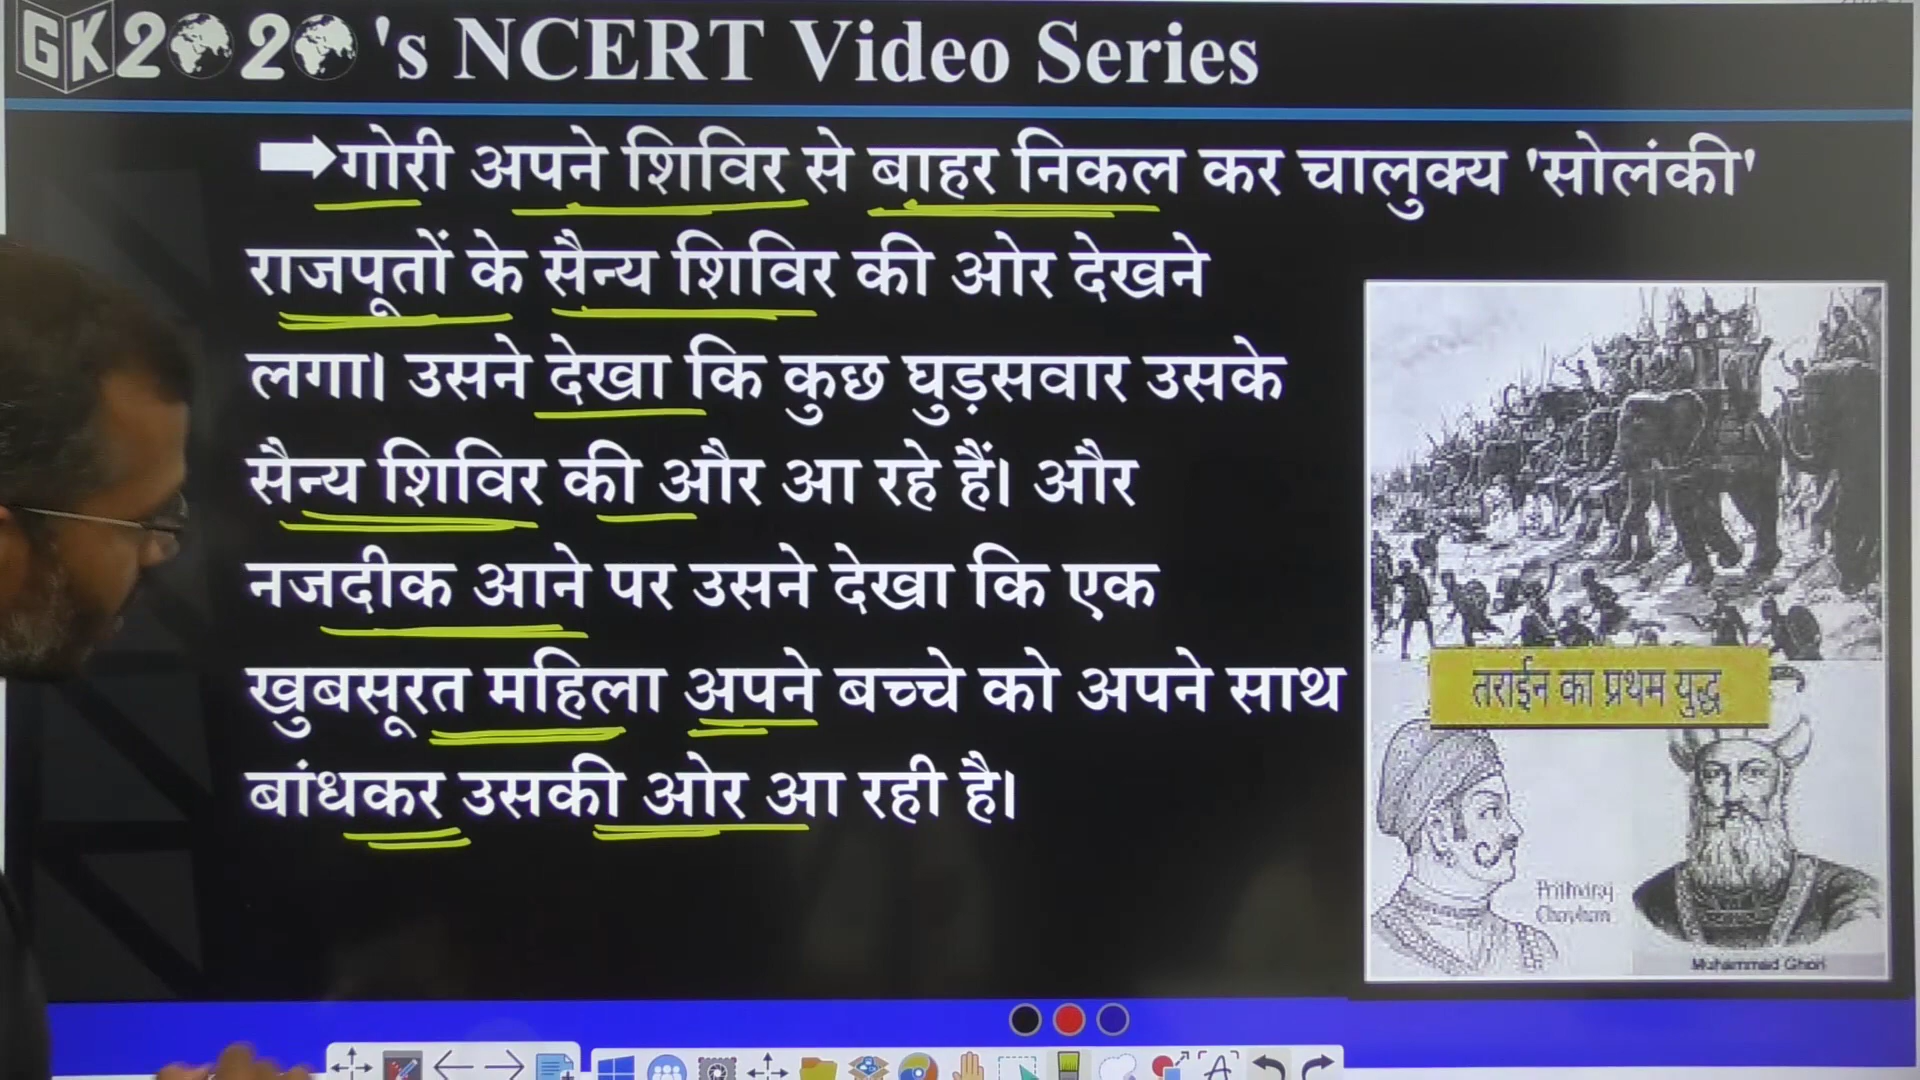 GK2020's NCERT Video Series
➡गोरी अपने शिविर से बाहर निकल कर चालुक्य 'सोलंकी'
राजपूतों के सैन्य शिविर की ओर देखने
लगा। उसने देखा कि कुछ घुड़सवार उसके
सैन्य शिविर की और आ रहे हैं। और
नजदीक आने पर उसने देखा कि एक
खुबसूरत महिला अपने बच्चे को अपने साथ
बांधकर उसकी ओर आ रही है।
तराईन का प्रथम युद्ध
Prithviraj
Chovhan
Muhammad Ghori